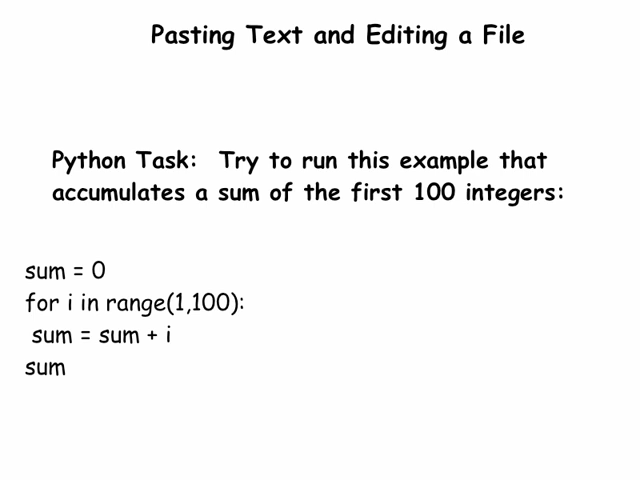 Pasting Text and Editing a File
Python Task:  Try to run this example that
accumulates a sum of the first 100 integers:
sum = 0
for i in range(1,100):
 sum = sum + i
sum